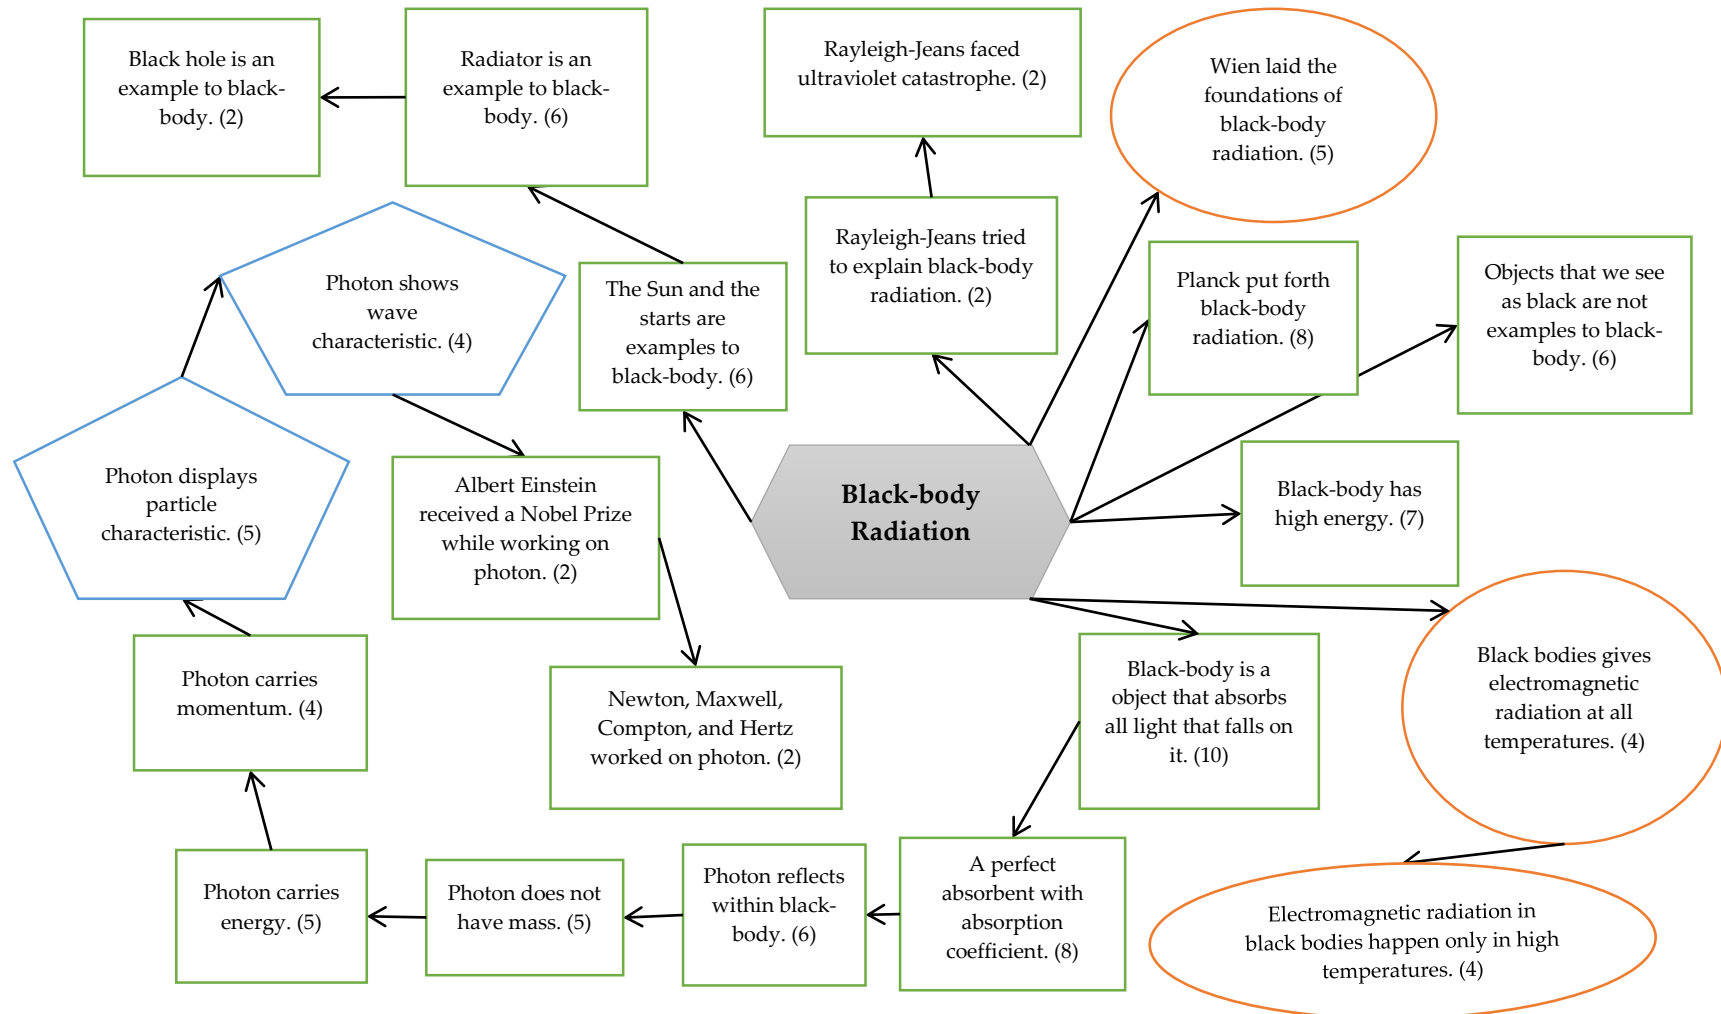 Black hole is an
example to black-
body. (2)
Radiator is an
example to black-
body. (6)
Rayleigh-Jeans faced
ultraviolet catastrophe. (2)
Wien laid the
foundations of
black-body
radiation. (5)
Photon shows
wave
characteristic. (4)
The Sun and the
starts are
examples to
black-body. (6)
Rayleigh-Jeans tried
to explain black-body
radiation. (2)
Planck put forth
black-body
radiation. (8)
Objects that we see
as black are not
examples to black-
body. (6)
Photon displays
particle
characteristic. (5)
Albert Einstein
received a Nobel Prize
while working on
photon. (2)
Black-body
Radiation
Black-body has
high energy. (7)
Photon carries
momentum. (4)
Newton, Maxwell,
Compton, and Hertz
worked on photon. (2)
Black-body is a
object that absorbs
all light that falls on
it. (10)
Black bodies gives
electromagnetic
radiation at all
temperatures. (4)
Photon carries
energy. (5)
Photon does not
have mass. (5)
Photon reflects
within black-
body. (6)
A perfect
absorbent with
absorption
coefficient. (8)
Electromagnetic radiation in
black bodies happen only in high
temperatures. (4)